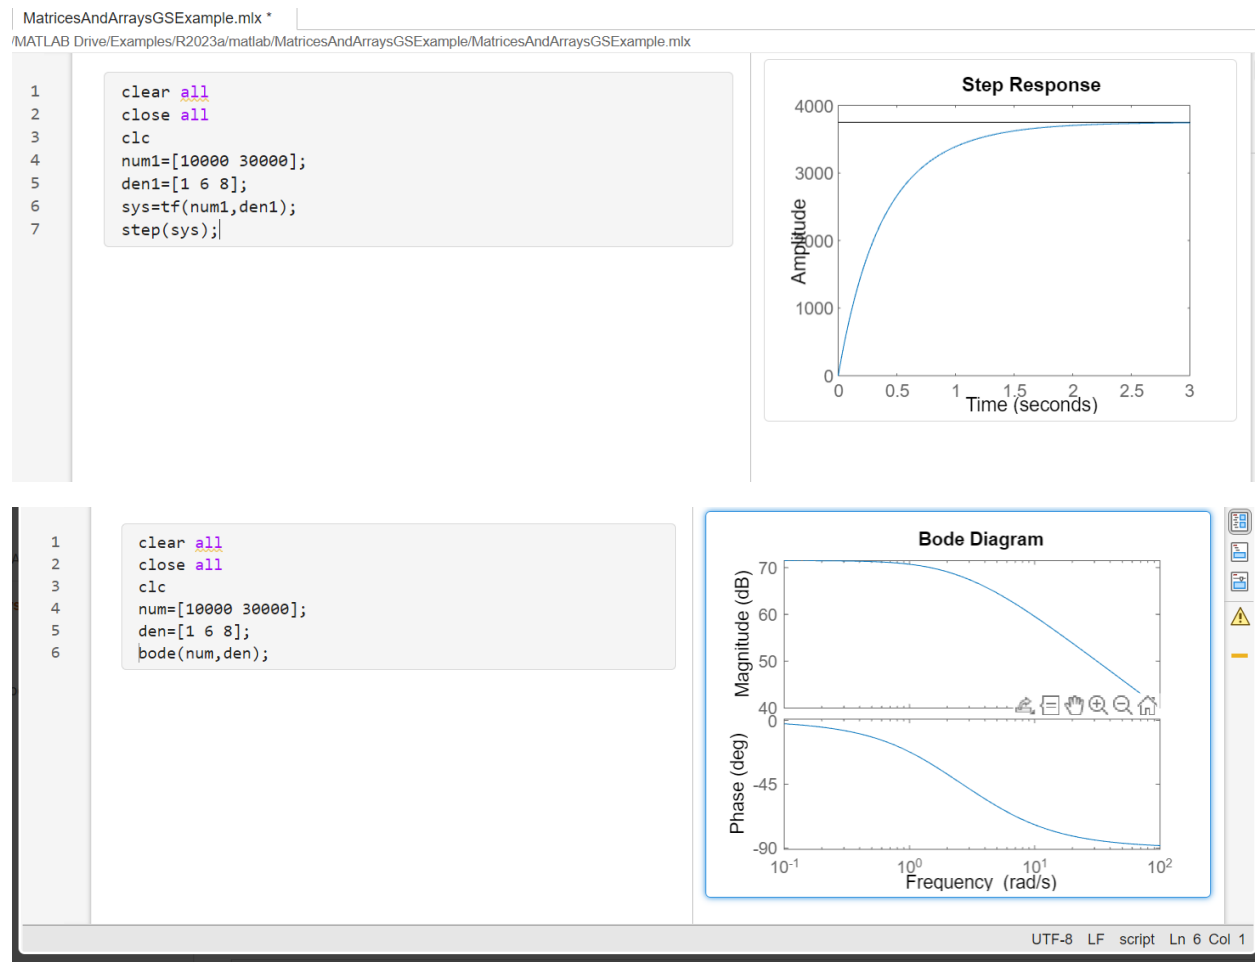 MatricesAndArraysGSExample.mlx *
/MATLAB Drive/Examples/R2023a/matlab/MatricesAndArraysGSExample/MatricesAndArraysGSExample.mlx
1 clear all
2 close all
3 clc
4 num1=[10000 30000];
5 den1=[1 6 8];
6 sys=tf(num1,den1);
7 step(sys);
Step Response
4000
3000
2000
1000
0
Amplitude
0 0.5 1 1.5 2 2.5 3
Time (seconds)
1 clear all
2 close all
3 clc
4 num=[10000 30000];
5 den=[1 6 8];
6 bode(num,den);
Bode Diagram
70
60
50
40
Magnitude (dB)
0
-45
-90
Phase (deg)
10-1 100 101 102
Frequency (rad/s)
UTF-8 LF script Ln 6 Col 1